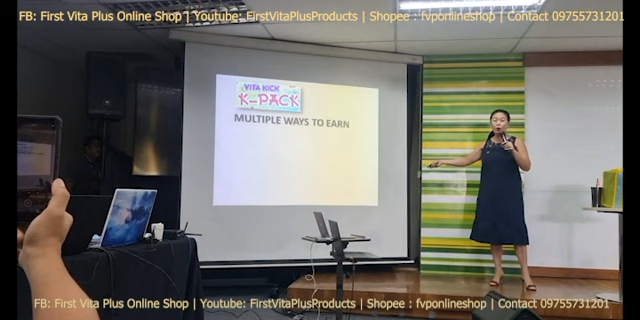 FB: First Vita Plus Online Shop | Youtube: FirstVitaPlusProducts | Shopee : fvponlineshop | Contact 09755731201
VITA KICK
K-PACK
MULTIPLE WAYS TO EARN
FB: First Vita Plus Online Shop | Youtube: FirstVitaPlusProducts | Shopee : fvponlineshop | Contact 09755731201